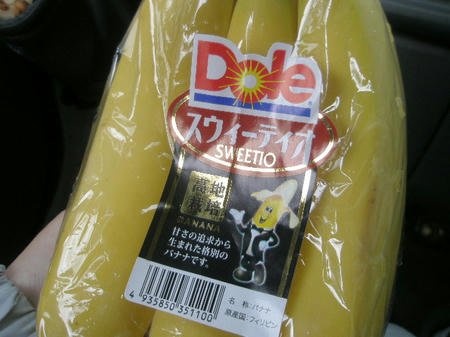 Dole
スウィーティオ
SWEETIO
高地
栽培
BANANA
甘さの追求から
生まれた格別の
バナナです。
4 935850 351100
名 称:バナナ
原産国:フィリピン